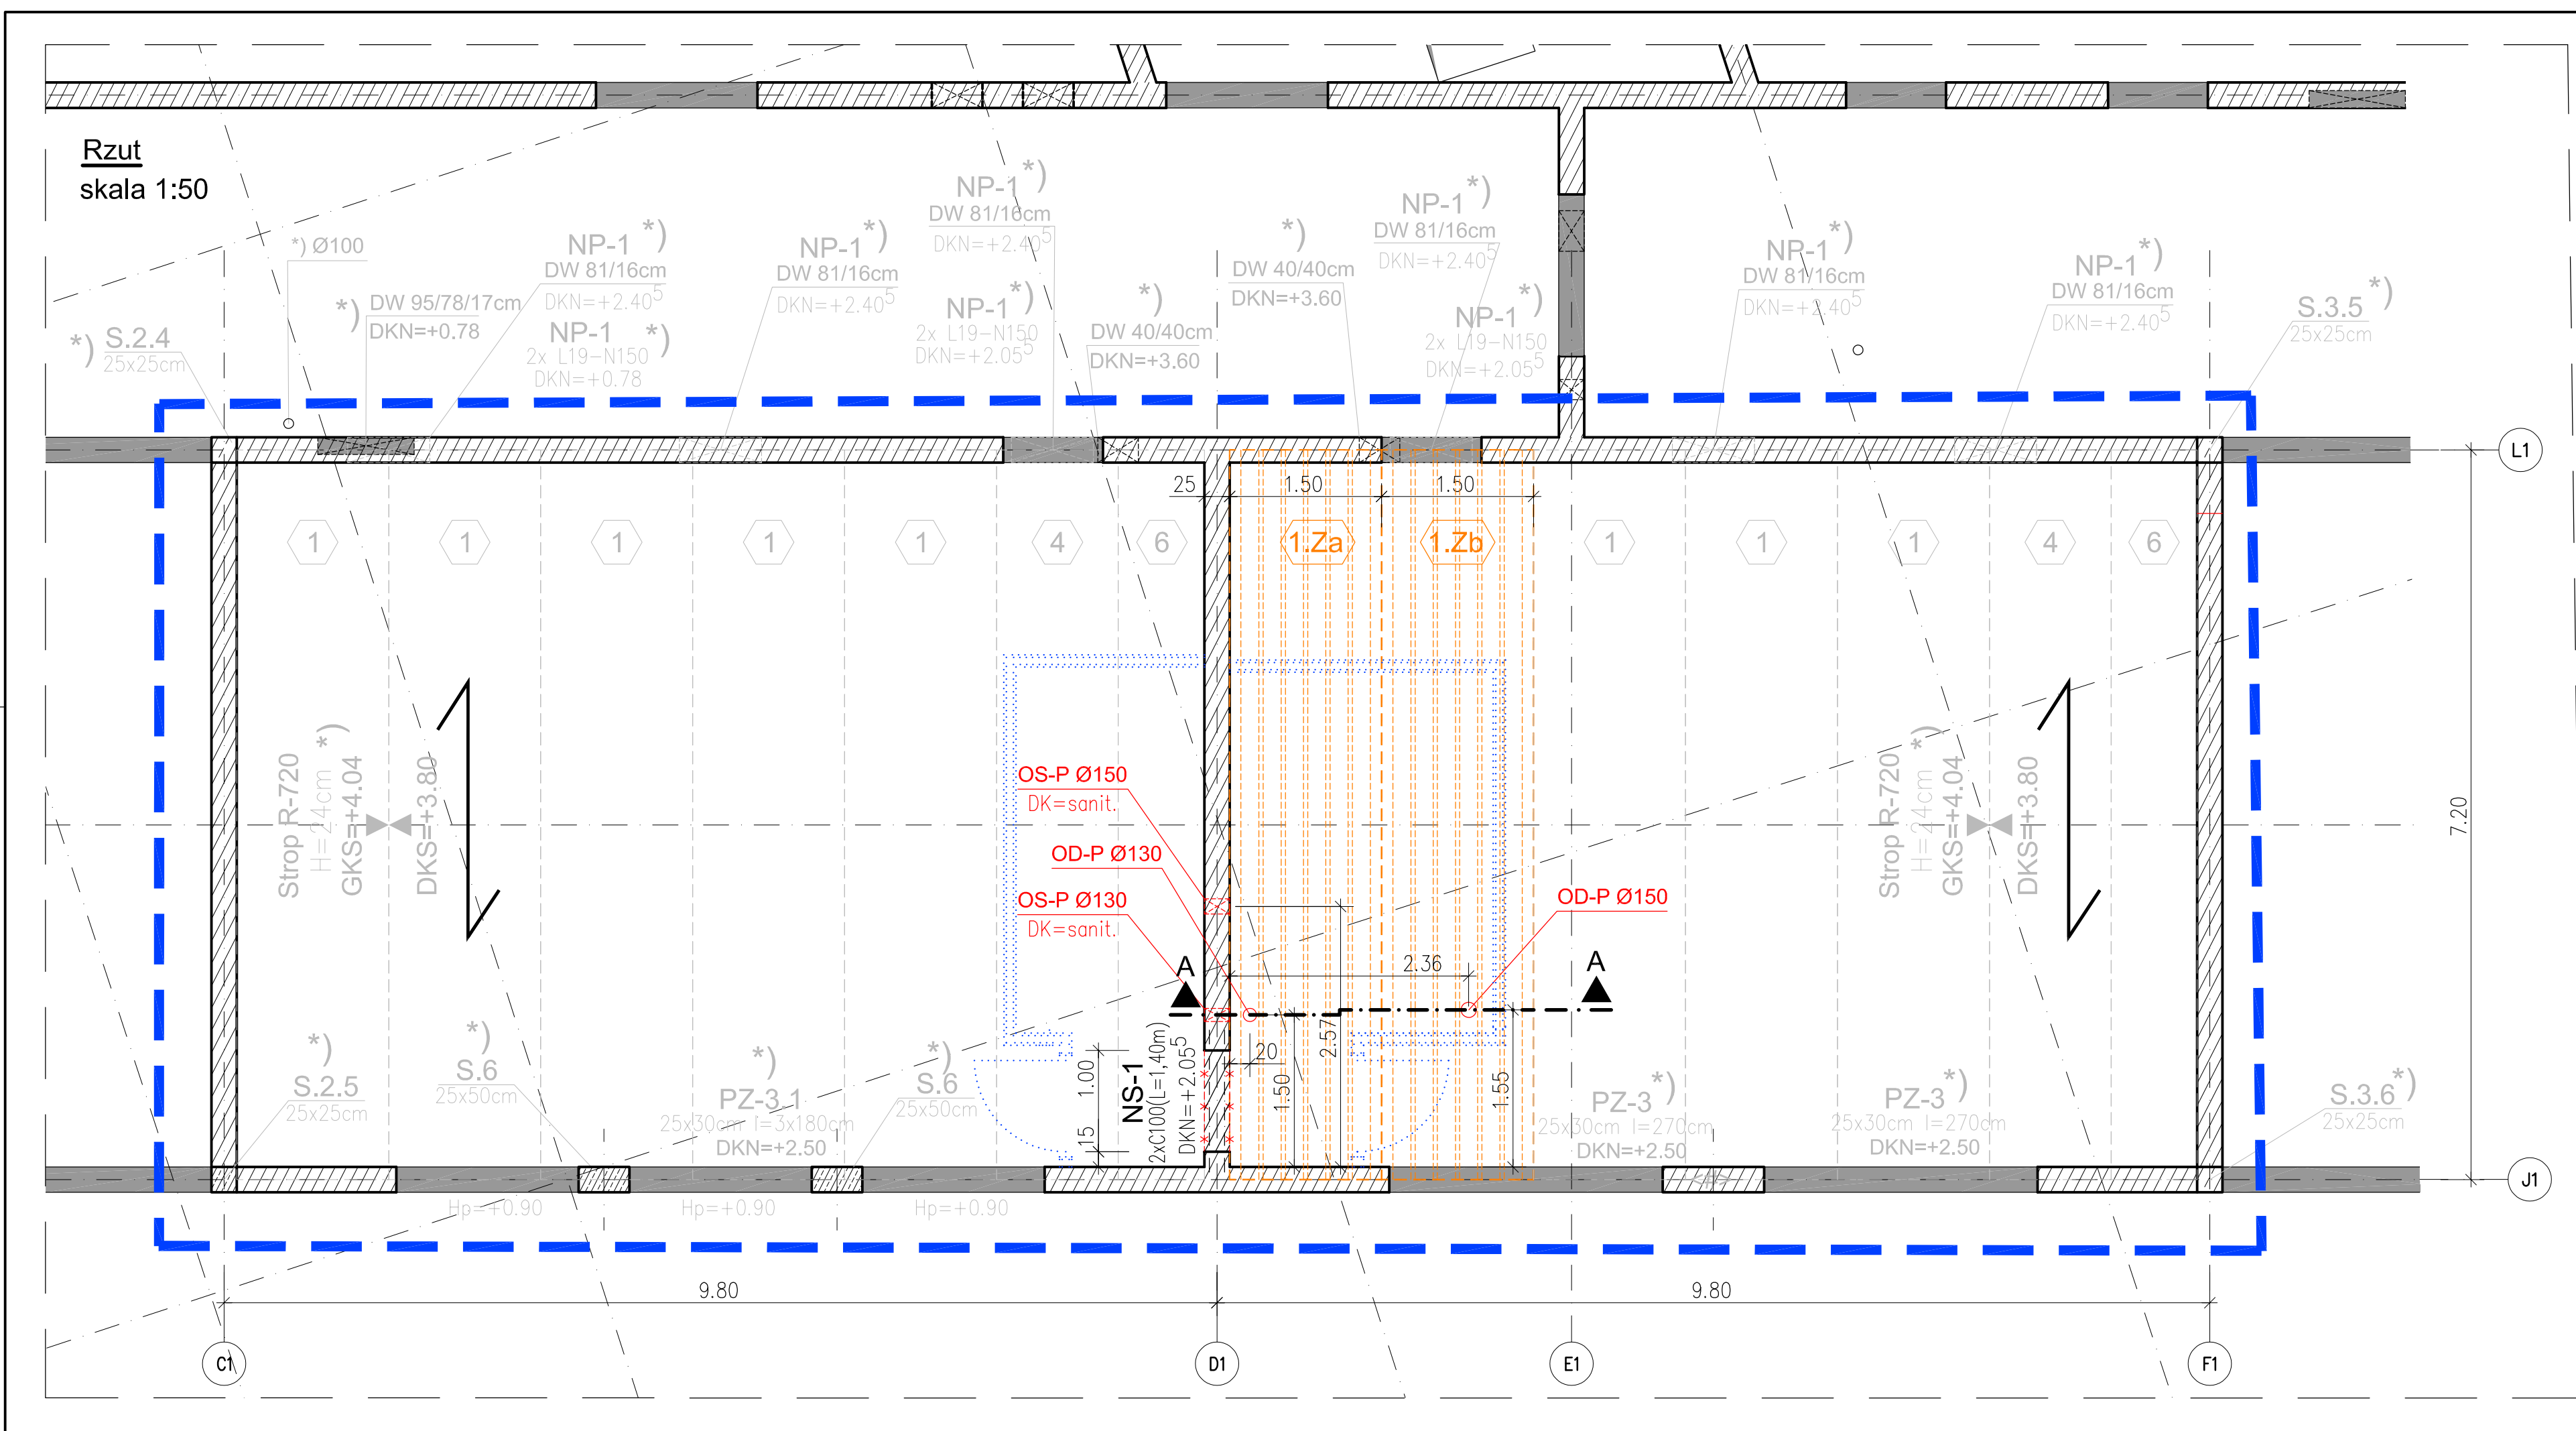 Rzut
skala 1:50
*) Ø100
*) DW 95/78/17cm
DKN=+0.78
*) S.2.4
25x25cm
NP-1 *)
DW 81/16cm
DKN=+2.40⁵
NP-1 *)
2x L19-N150
DKN=+0.78
NP-1 *)
DW 81/16cm
DKN=+2.40⁵
NP-1 *)
DW 81/16cm
DKN=+2.40⁵
NP-1 *)
2x L19-N150
DKN=+2.05⁵
*)
DW 40/40cm
DKN=+3.60
*)
DW 40/40cm
DKN=+3.60
NP-1 *)
DW 81/16cm
DKN=+2.40⁵
NP-1 *)
2x L19-N150
DKN=+2.05⁵
NP-1 *)
DW 81/16cm
DKN=+2.40⁵
NP-1 *)
DW 81/16cm
DKN=+2.40⁵
S.3.5 *)
25x25cm
L1
25
1.50
1.50
1
1
1
1
1
4
6
1.Za
1.Zb
1
1
1
4
6
Strop R-720
H=24cm *)
GKS=+4.04
DKS=+3.80
OS-P Ø150
DK=sanit.
OD-P Ø130
OS-P Ø130
DK=sanit.
OD-P Ø150
Strop R-720
H=24cm *)
GKS=+4.04
DKS=+3.80
7.20
A
A
2.36
2.57
20
1.50
1.55
1.00
15
NS-1
2xC100(L=1,40m)
DKN=+2.05⁵
*)
S.2.5
25x25cm
*)
S.6
25x50cm
*)
PZ-3.1
25x30cm l=3x180cm
DKN=+2.50
*)
S.6
25x50cm
PZ-3 *)
25x30cm l=270cm
DKN=+2.50
PZ-3 *)
25x30cm l=270cm
DKN=+2.50
S.3.6 *)
25x25cm
J1
Hp=+0.90
Hp=+0.90
Hp=+0.90
9.80
9.80
C1
D1
E1
F1